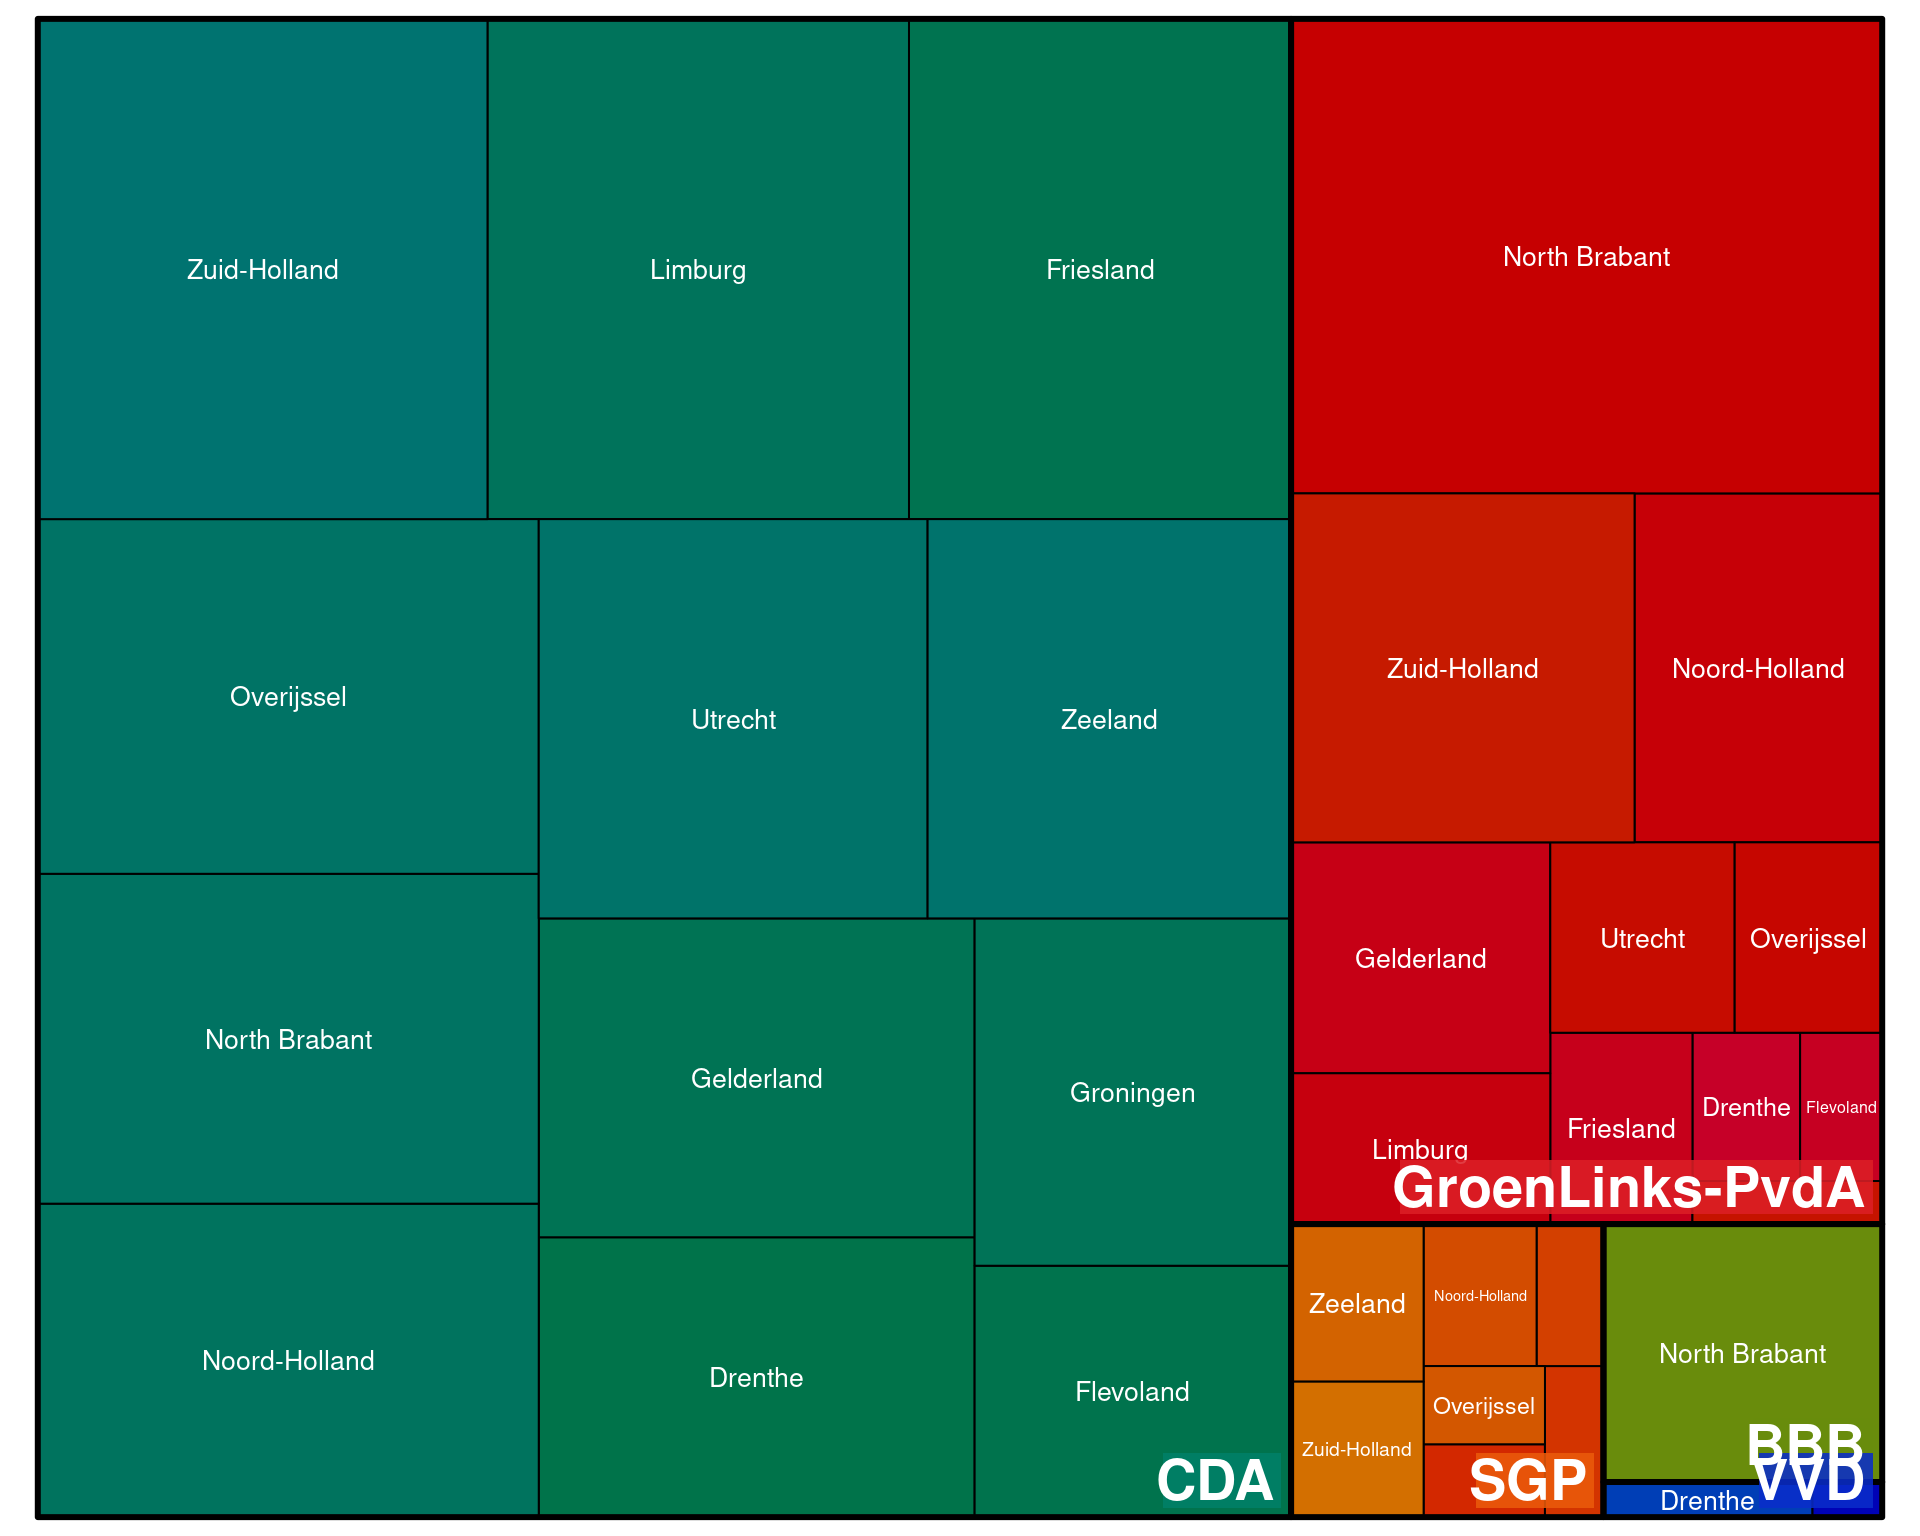 Zuid-Holland
Limburg
Friesland
Overijssel
Utrecht
Zeeland
North Brabant
Gelderland
Groningen
Noord-Holland
Drenthe
Flevoland
CDA
North Brabant
Zuid-Holland
Noord-Holland
Gelderland
Utrecht
Overijssel
Limburg
Friesland
Drenthe
Flevoland
GroenLinks-PvdA
Zeeland
Noord-Holland
Overijssel
Zuid-Holland
SGP
North Brabant
BBB
Drenthe
VVD